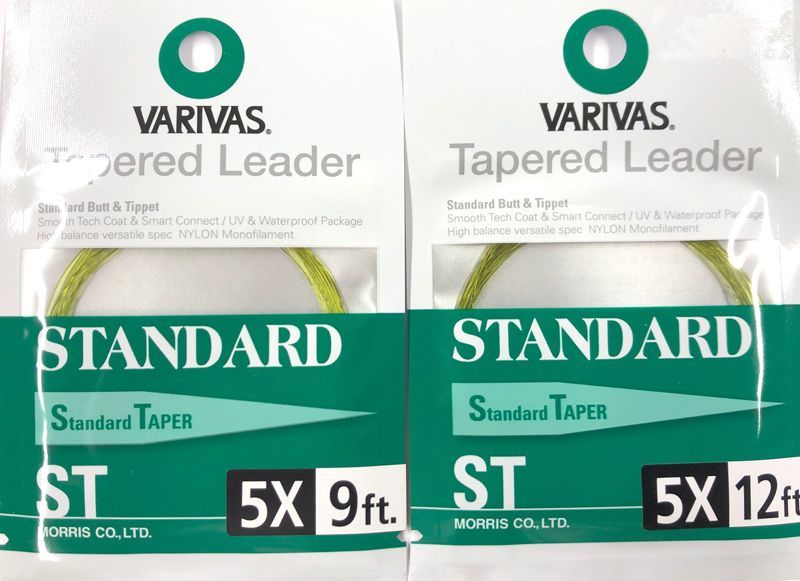 VARIVAS®
Tapered Leader
Standard Butt & Tippet
Smooth Tech Coat & Smart Connect / UV & Waterproof Package
High balance versatile spec NYLON Monofilament
STANDARD
Standard TAPER
ST
5X 9ft.
MORRIS CO., LTD.
VARIVAS®
Tapered Leader
Standard Butt & Tippet
Smooth Tech Coat & Smart Connect / UV & Waterproof Package
High balance versatile spec NYLON Monofilament
STANDARD
Standard TAPER
ST
5X 12ft
MORRIS CO., LTD.